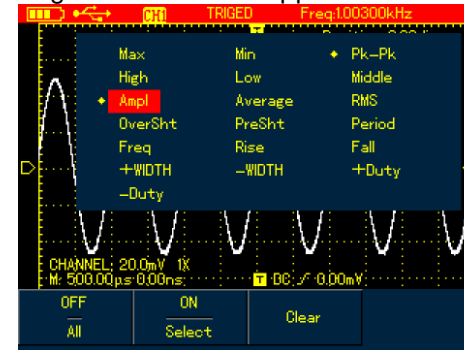 CH1 TRIGED Freq:1.00300kHz
Max Min Pk-Pk
High Low Middle
Ampl Average RMS
OverSht PreSht Period
Freq Rise Fall
+WIDTH -WIDTH +Duty
-Duty
CHANNEL: 20.0mV 1X
M: 500.00μs 0.00ns T DC: 0.00mV
OFF ON Clear
All Select